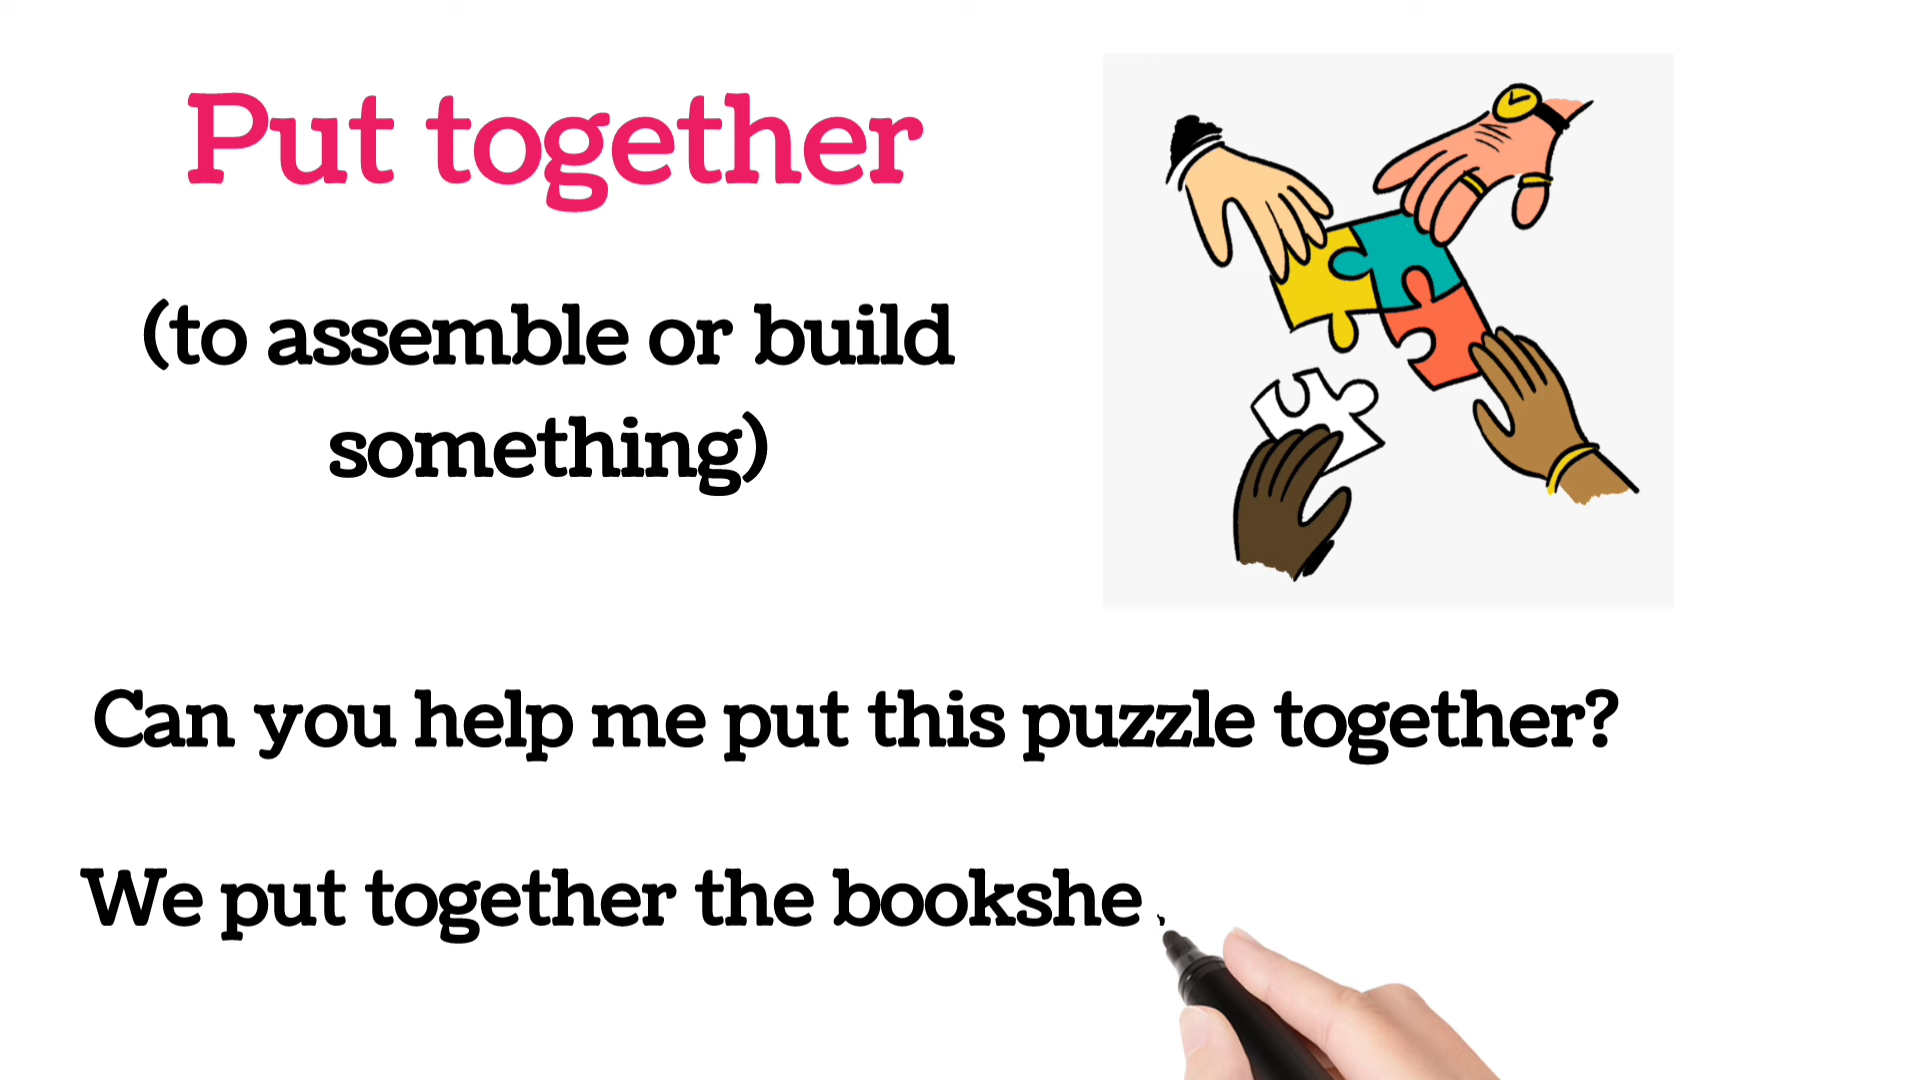 Put together
(to assemble or build
something)
Can you help me put this puzzle together?
We put together the bookshe